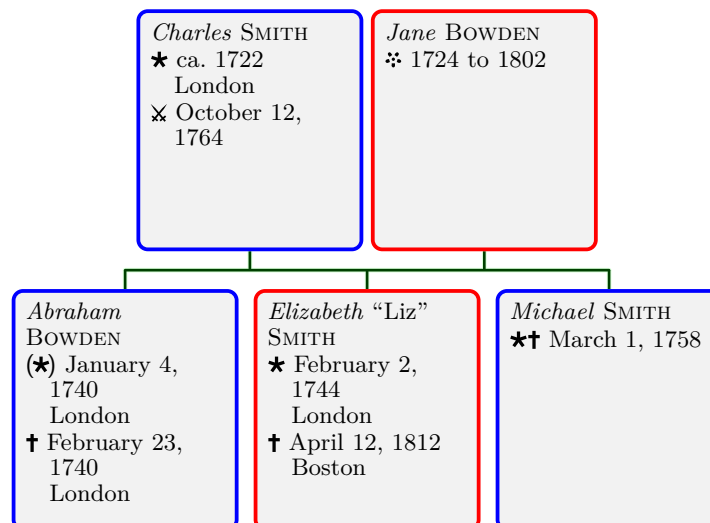 Charles SMITH
★ ca. 1722
London
⚔ October 12,
1764
Jane BOWDEN
⁘ 1724 to 1802
Abraham
BOWDEN
(★) January 4,
1740
London
† February 23,
1740
London
Elizabeth “Liz”
SMITH
★ February 2,
1744
London
† April 12, 1812
Boston
Michael SMITH
★† March 1, 1758